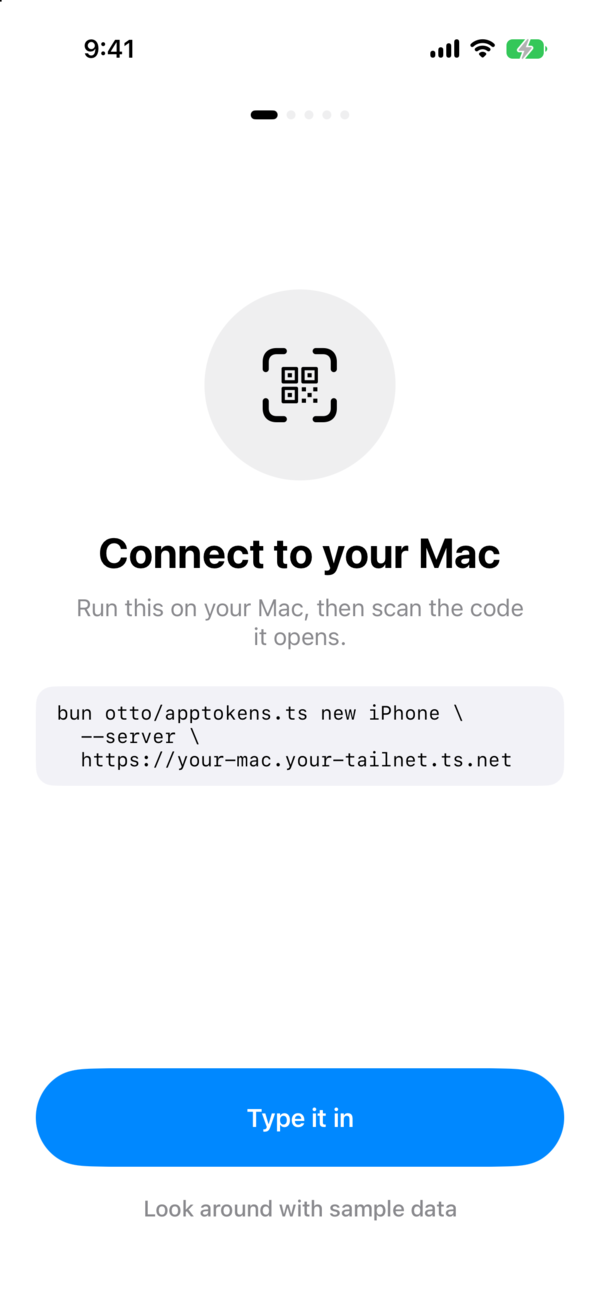 9:41
Connect to your Mac
Run this on your Mac, then scan the code
it opens.
bun otto/apptokens.ts new iPhone \
  --server \
  https://your-mac.your-tailnet.ts.net
Type it in
Look around with sample data